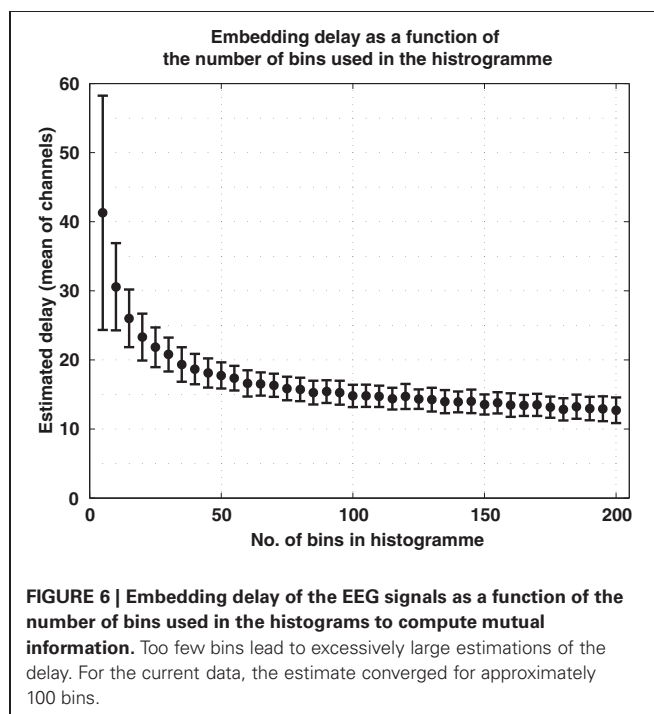 Embedding delay as a function of
the number of bins used in the histrogramme
60
50
40
30
20
10
0
Estimated delay (mean of channels)
0
50
100
150
200
No. of bins in histogramme
FIGURE 6 | Embedding delay of the EEG signals as a function of the
number of bins used in the histograms to compute mutual
information. Too few bins lead to excessively large estimations of the
delay. For the current data, the estimate converged for approximately
100 bins.